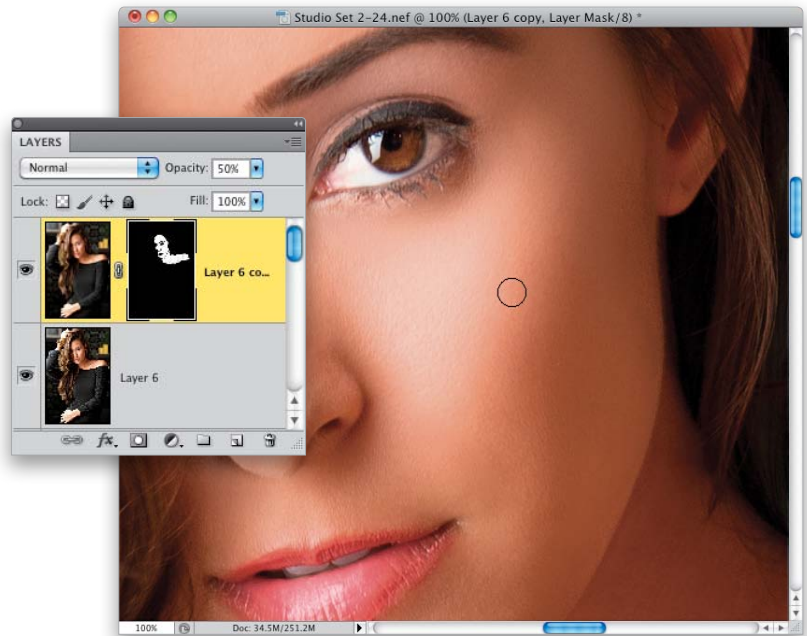 Studio Set 2-24.nef @ 100% (Layer 6 copy, Layer Mask/8) *
LAYERS
Normal Opacity: 50%
Lock: Fill: 100%
Layer 6 co...
Layer 6
fx.
100% Doc: 34.5M/251.2M